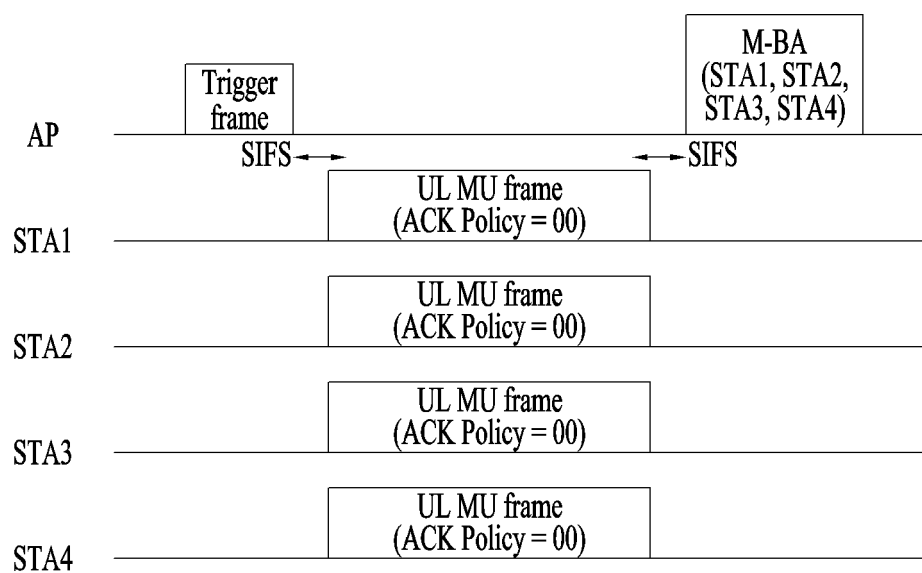 M-BA
(STA1, STA2,
STA3, STA4)
Trigger
frame
AP
SIFS
SIFS
UL MU frame
(ACK Policy = 00)
STA1
UL MU frame
(ACK Policy = 00)
STA2
UL MU frame
(ACK Policy = 00)
STA3
UL MU frame
(ACK Policy = 00)
STA4